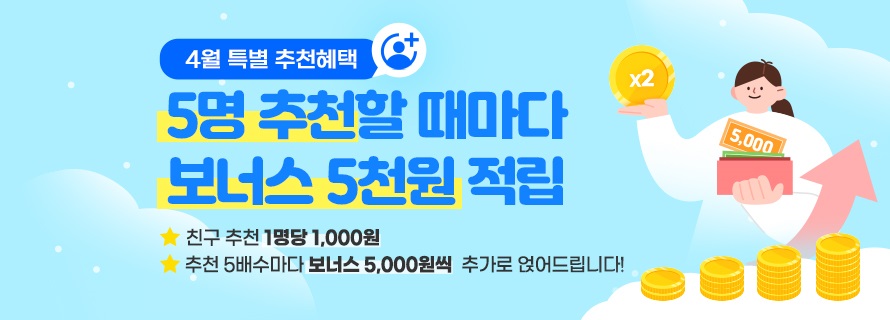 4월 특별 추천혜택
5명 추천할 때마다
보너스 5천원 적립
친구 추천 1명당 1,000원
추천 5배수마다 보너스 5,000원씩 추가로 얹어드립니다!
x2
5,000